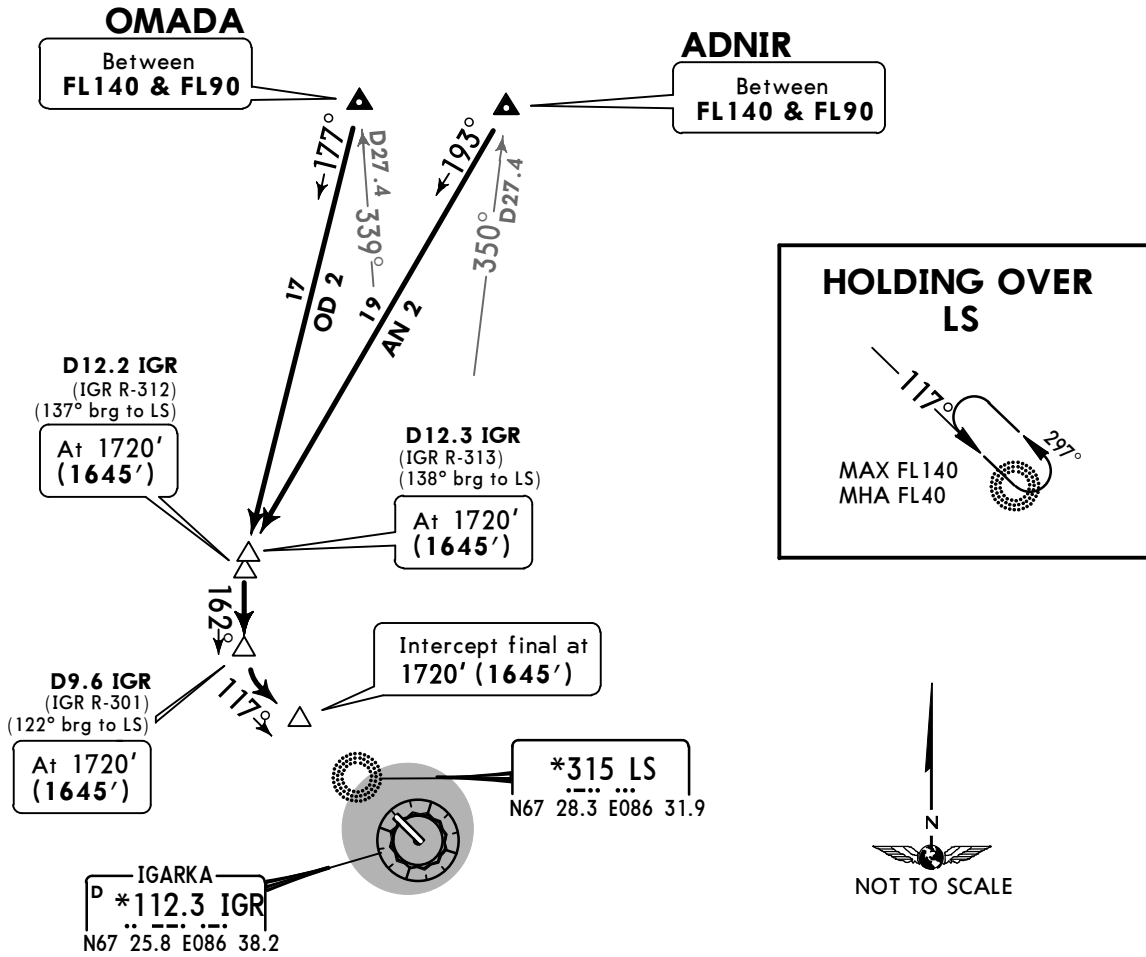 OMADA
Between
FL140 & FL90
ADNIR
Between
FL140 & FL90
177°
D27.4
339°
193°
350°
D27.4
17
OD 2
19
AN 2
HOLDING OVER
LS
117°
297°
MAX FL140
MHA FL40
D12.2 IGR
(IGR R-312)
(137° brg to LS)
At 1720'
(1645')
D12.3 IGR
(IGR R-313)
(138° brg to LS)
At 1720'
(1645')
162°
Intercept final at
1720' (1645')
D9.6 IGR
(IGR R-301)
(122° brg to LS)
117°
At 1720'
(1645')
*315 LS
N67 28.3 E086 31.9
IGARKA
D *112.3 IGR
N67 25.8 E086 38.2
N
NOT TO SCALE